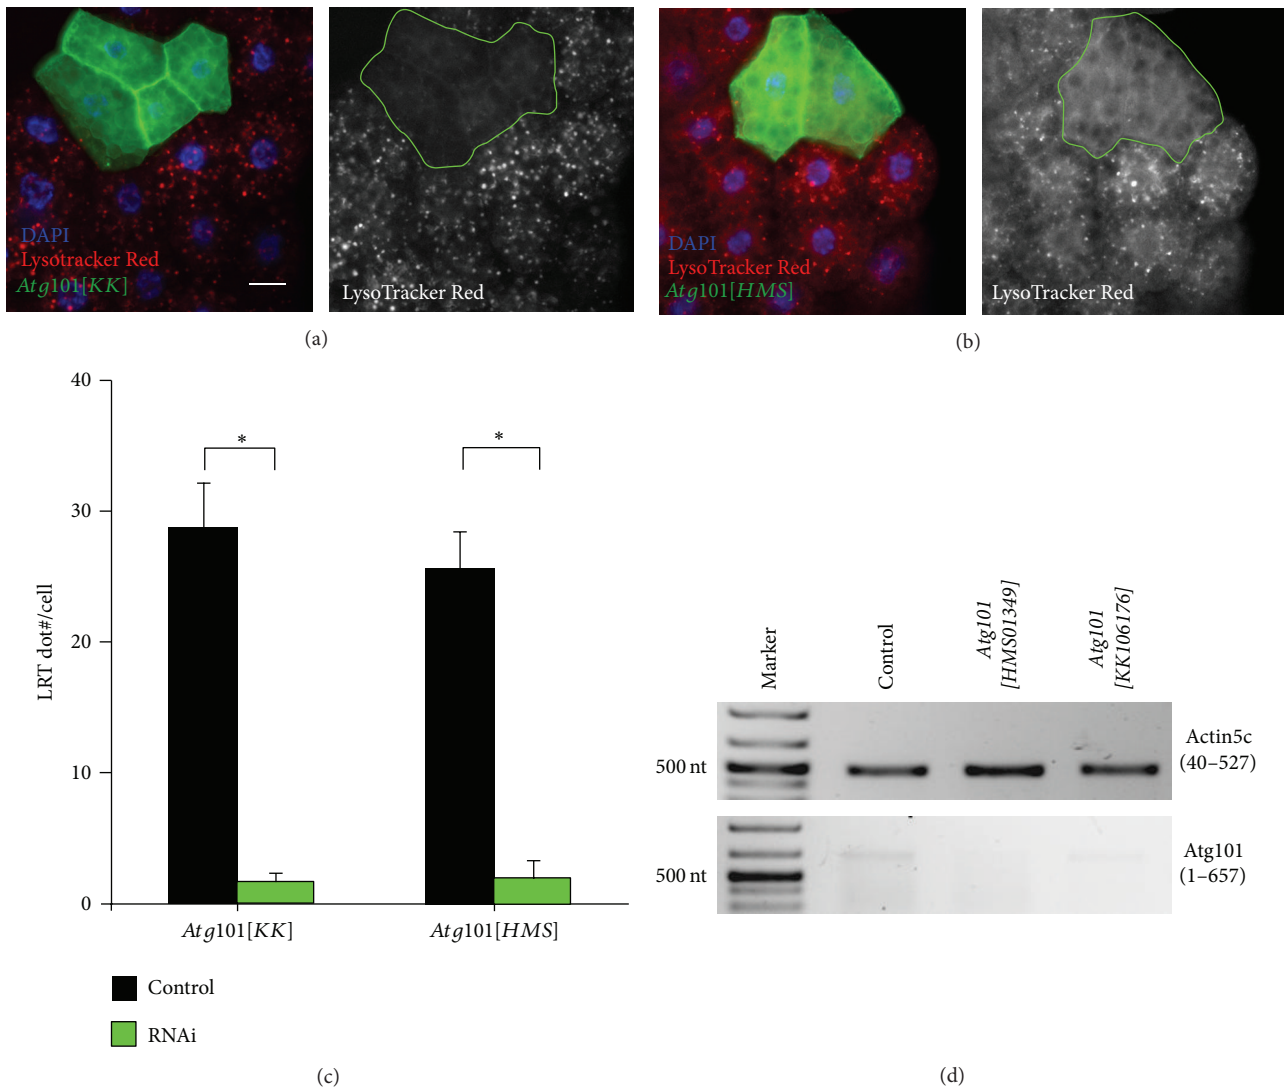 DAPI
Lysotracker Red
Atg101[KK]
LysoTracker Red
(a)
DAPI
LysoTracker Red
Atg101[HMS]
LysoTracker Red
(b)
40
30
20
10
0
LRT dot#/cell
*
*
Atg101[KK]
Atg101[HMS]
Control
RNAi
(c)
Marker
Control
Atg101
[HMS01349]
Atg101
[KK106176]
500 nt
Actin5c
(40–527)
500 nt
Atg101
(1–657)
(d)